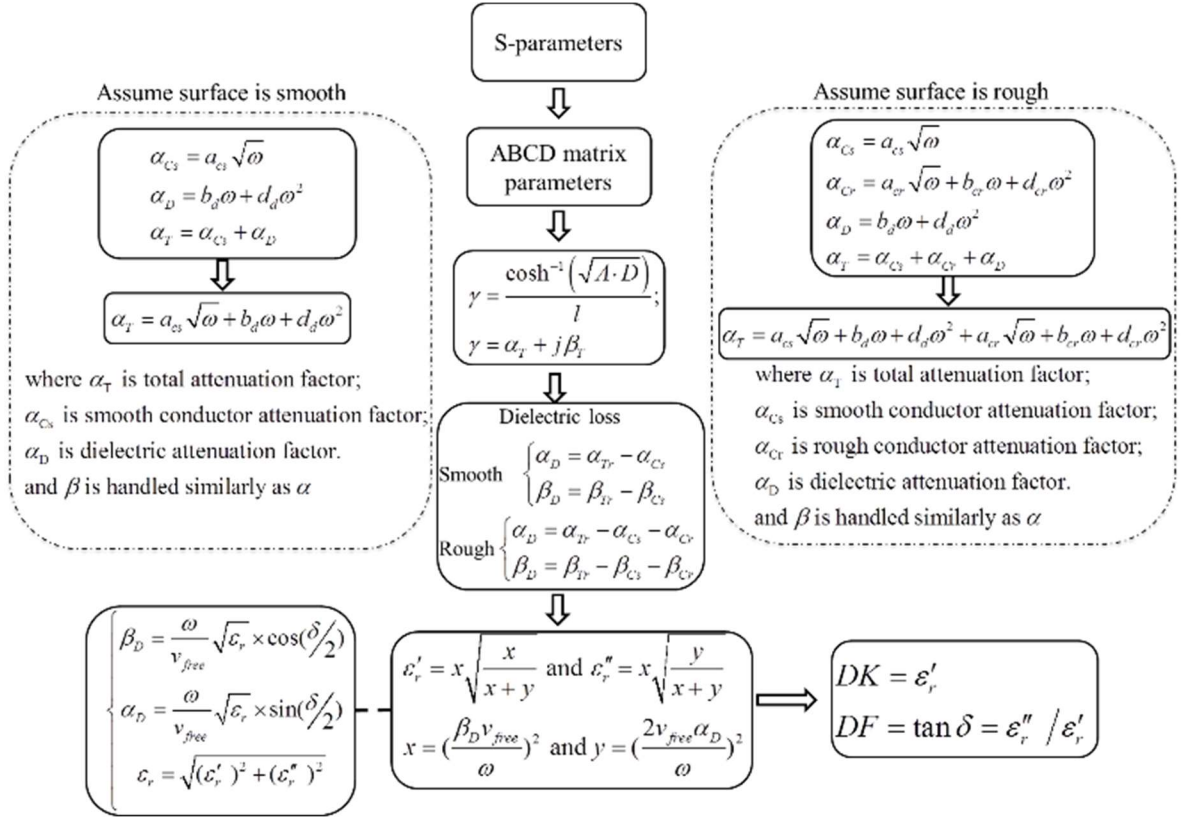 S-parameters
Assume surface is smooth
α_Cs = a_cs √ω
α_D = b_d ω + d_d ω²
α_T = α_Cs + α_D
α_T = a_cs √ω + b_d ω + d_d ω²
where α_T is total attenuation factor;
α_Cs is smooth conductor attenuation factor;
α_D is dielectric attenuation factor.
and β is handled similarly as α
ABCD matrix
parameters
γ = cosh⁻¹(√(A·D)) / l ;
γ = α_T + jβ_T
Assume surface is rough
α_Cs = a_cs √ω
α_Cr = a_cr √ω + b_cr ω + d_cr ω²
α_D = b_d ω + d_d ω²
α_T = α_Cs + α_Cr + α_D
α_T = a_cs √ω + b_d ω + d_d ω² + a_cr √ω + b_cr ω + d_cr ω²
where α_T is total attenuation factor;
α_Cs is smooth conductor attenuation factor;
α_Cr is rough conductor attenuation factor;
α_D is dielectric attenuation factor.
and β is handled similarly as α
Dielectric loss
Smooth { α_D = α_Tr − α_Cs
β_D = β_Tr − β_Cs
Rough { α_D = α_Tr − α_Cs − α_Cr
β_D = β_Tr − β_Cs − β_Cr
β_D = ω/v_free √ε_r × cos(δ/2)
α_D = ω/v_free √ε_r × sin(δ/2)
ε_r = √((ε′_r)² + (ε″_r)²)
ε′_r = x√(x/(x + y)) and ε″_r = x√(y/(x + y))
x = (β_D v_free / ω)² and y = (2v_free α_D / ω)²
DK = ε′_r
DF = tan δ = ε″_r / ε′_r